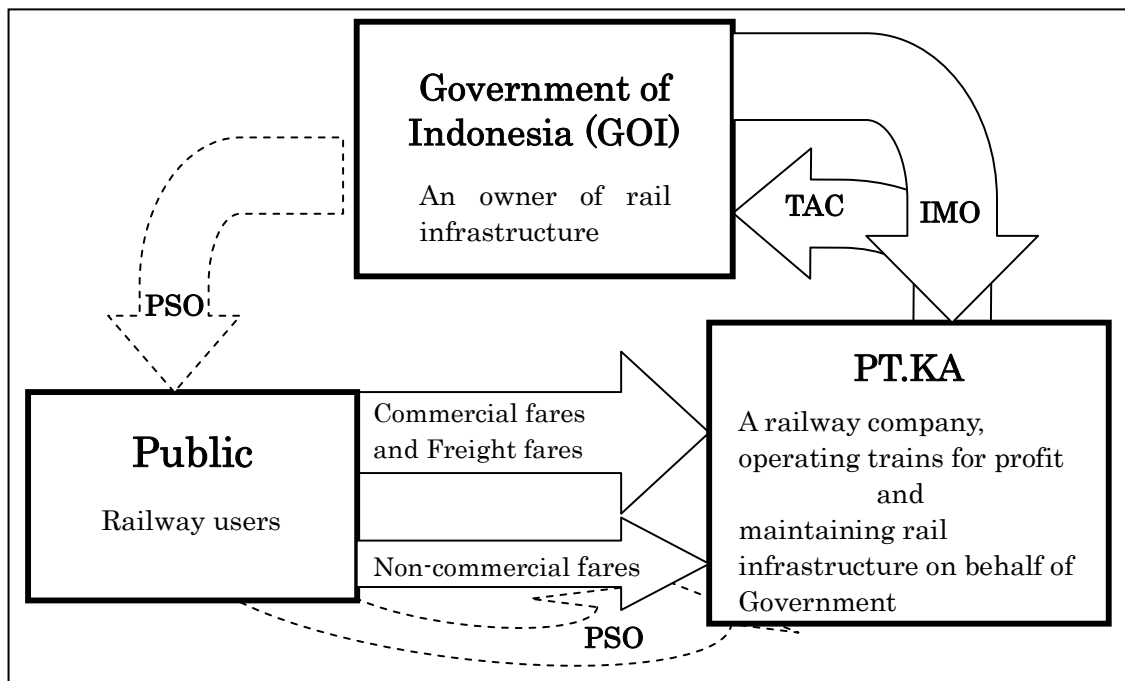 Government of
Indonesia (GOI)
An owner of rail
infrastructure
TAC
IMO
PSO
PT.KA
A railway company,
operating trains for profit
and
maintaining rail
infrastructure on behalf of
Government
Public
Railway users
Commercial fares
and Freight fares
Non-commercial fares
PSO